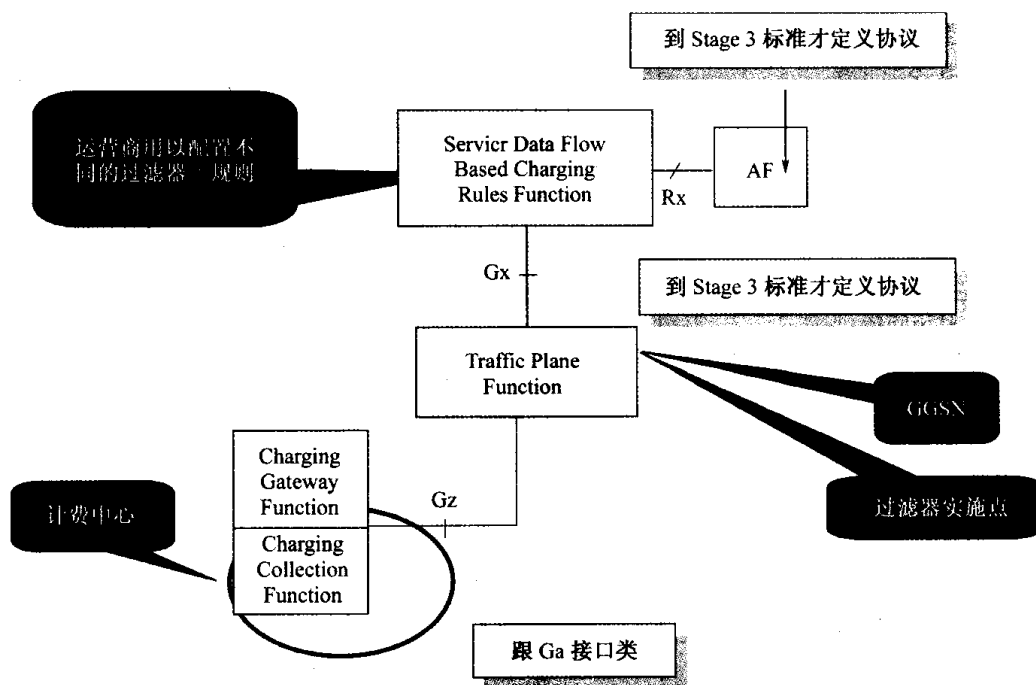 到 Stage 3 标准才定义协议
运营商用以配置不
同的过滤器一规则
Servicr Data Flow
Based Charging
Rules Function
Rx
AF
Gx
到 Stage 3 标准才定义协议
Traffic Plane
Function
GGSN
过滤器实施点
Charging
Gateway
Function
Gz
计费中心
Charging
Collection
Function
跟 Ga 接口类